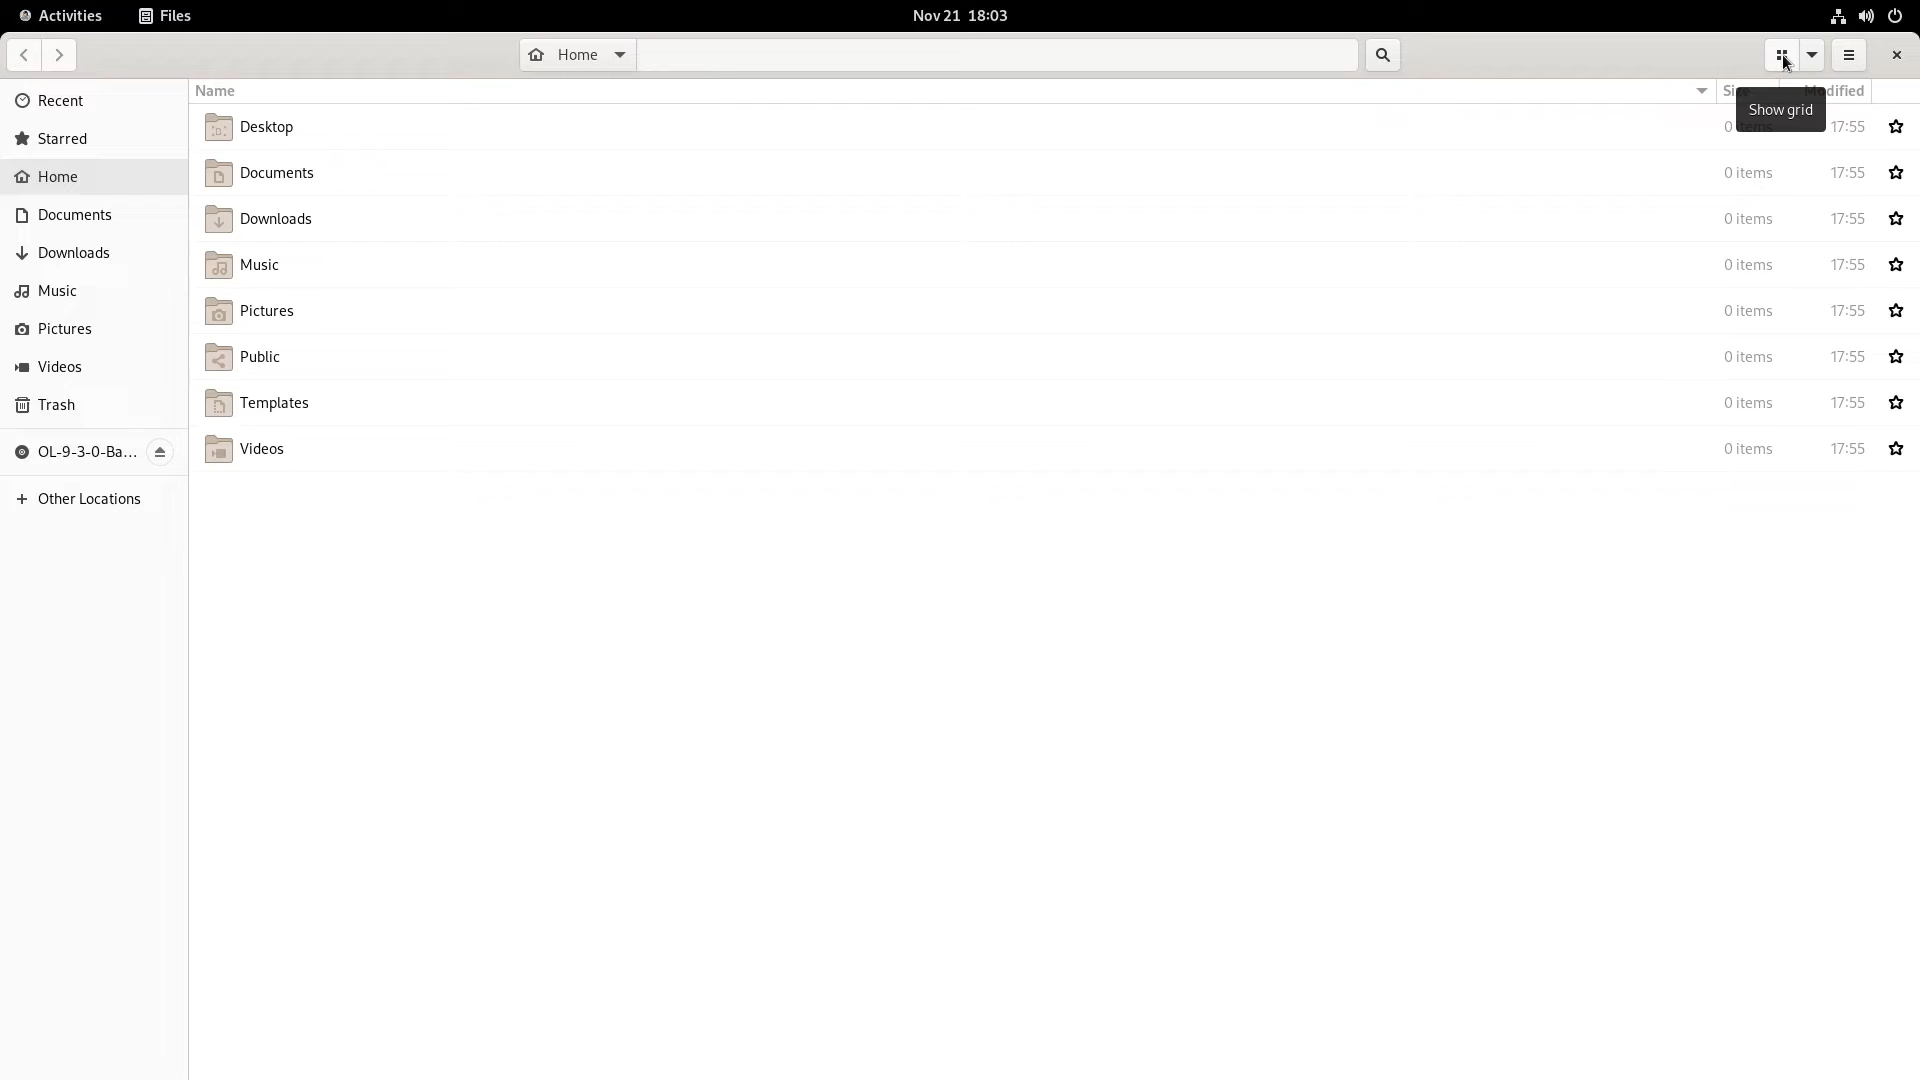 Activities Files Nov 21 18:03
Home
Name Size Modified
Show grid
Recent
Starred
Home
Documents
Downloads
Music
Pictures
Videos
Trash
OL-9-3-0-Ba…
Other Locations
Desktop 0 items 17:55
Documents 0 items 17:55
Downloads 0 items 17:55
Music 0 items 17:55
Pictures 0 items 17:55
Public 0 items 17:55
Templates 0 items 17:55
Videos 0 items 17:55